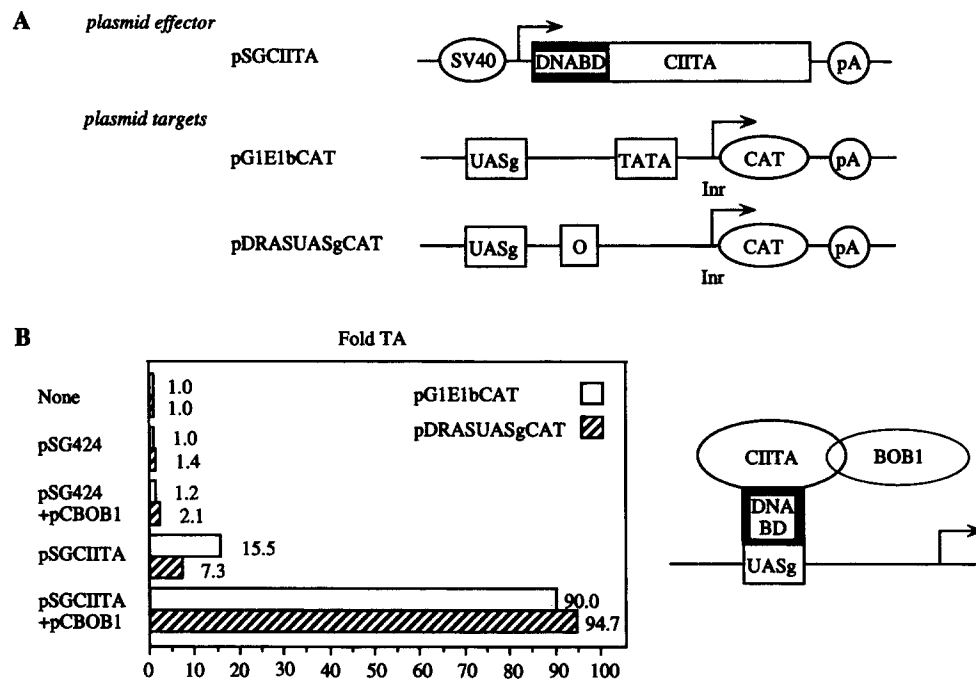 A
plasmid effector
pSGCIITA
SV40
DNABD
CIITA
pA
plasmid targets
pG1E1bCAT
UASg
TATA
Inr
CAT
pA
pDRASUASgCAT
UASg
O
Inr
CAT
pA
B
Fold TA
pG1E1bCAT
pDRASUASgCAT
None
1.0
1.0
pSG424
1.0
1.4
pSG424
+pCBOB1
1.2
2.1
pSGCIITA
15.5
7.3
pSGCIITA
+pCBOB1
90.0
94.7
0 10 20 30 40 50 60 70 80 90 100
CIITA
BOB1
DNA
BD
UASg